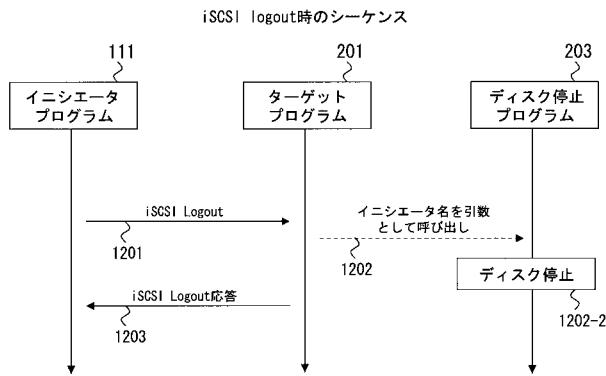 iSCSI logout時のシーケンス
111
201
203
イニシエータ
プログラム
ターゲット
プログラム
ディスク停止
プログラム
iSCSI Logout
1201
イニシエータ名を引数
として呼び出し
1202
ディスク停止
1202-2
iSCSI Logout応答
1203